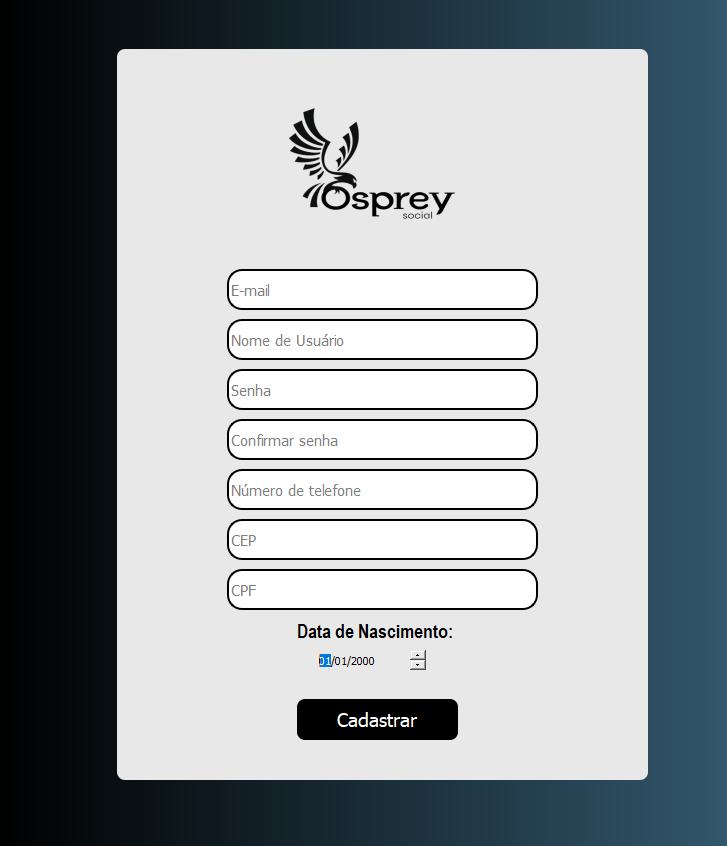 Osprey
social
E-mail
Nome de Usuário
Senha
Confirmar senha
Número de telefone
CEP
CPF
Data de Nascimento:
01/01/2000
Cadastrar